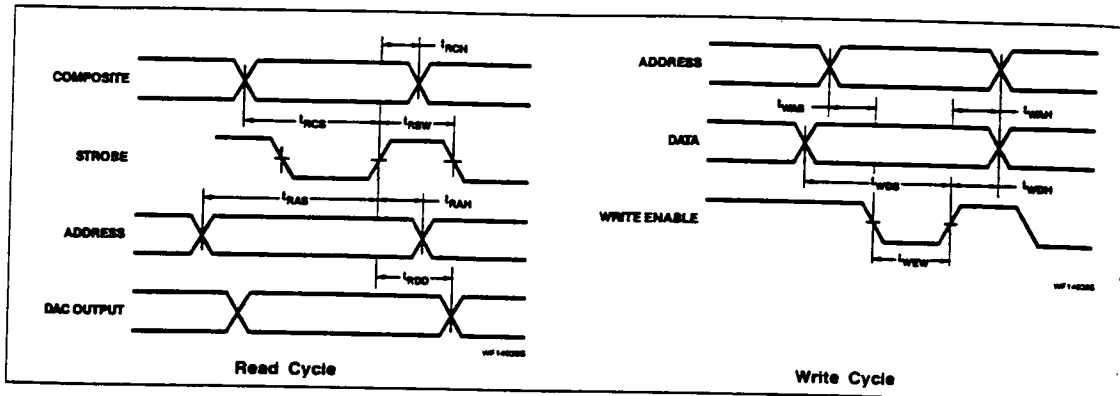 tRCH
COMPOSITE
tRCS
tRSW
STROBE
tRAS
tRAH
ADDRESS
tRDD
DAC OUTPUT
Read Cycle
ADDRESS
tWAS
tWAH
DATA
tWDS
tWDH
WRITE ENABLE
tWEW
Write Cycle